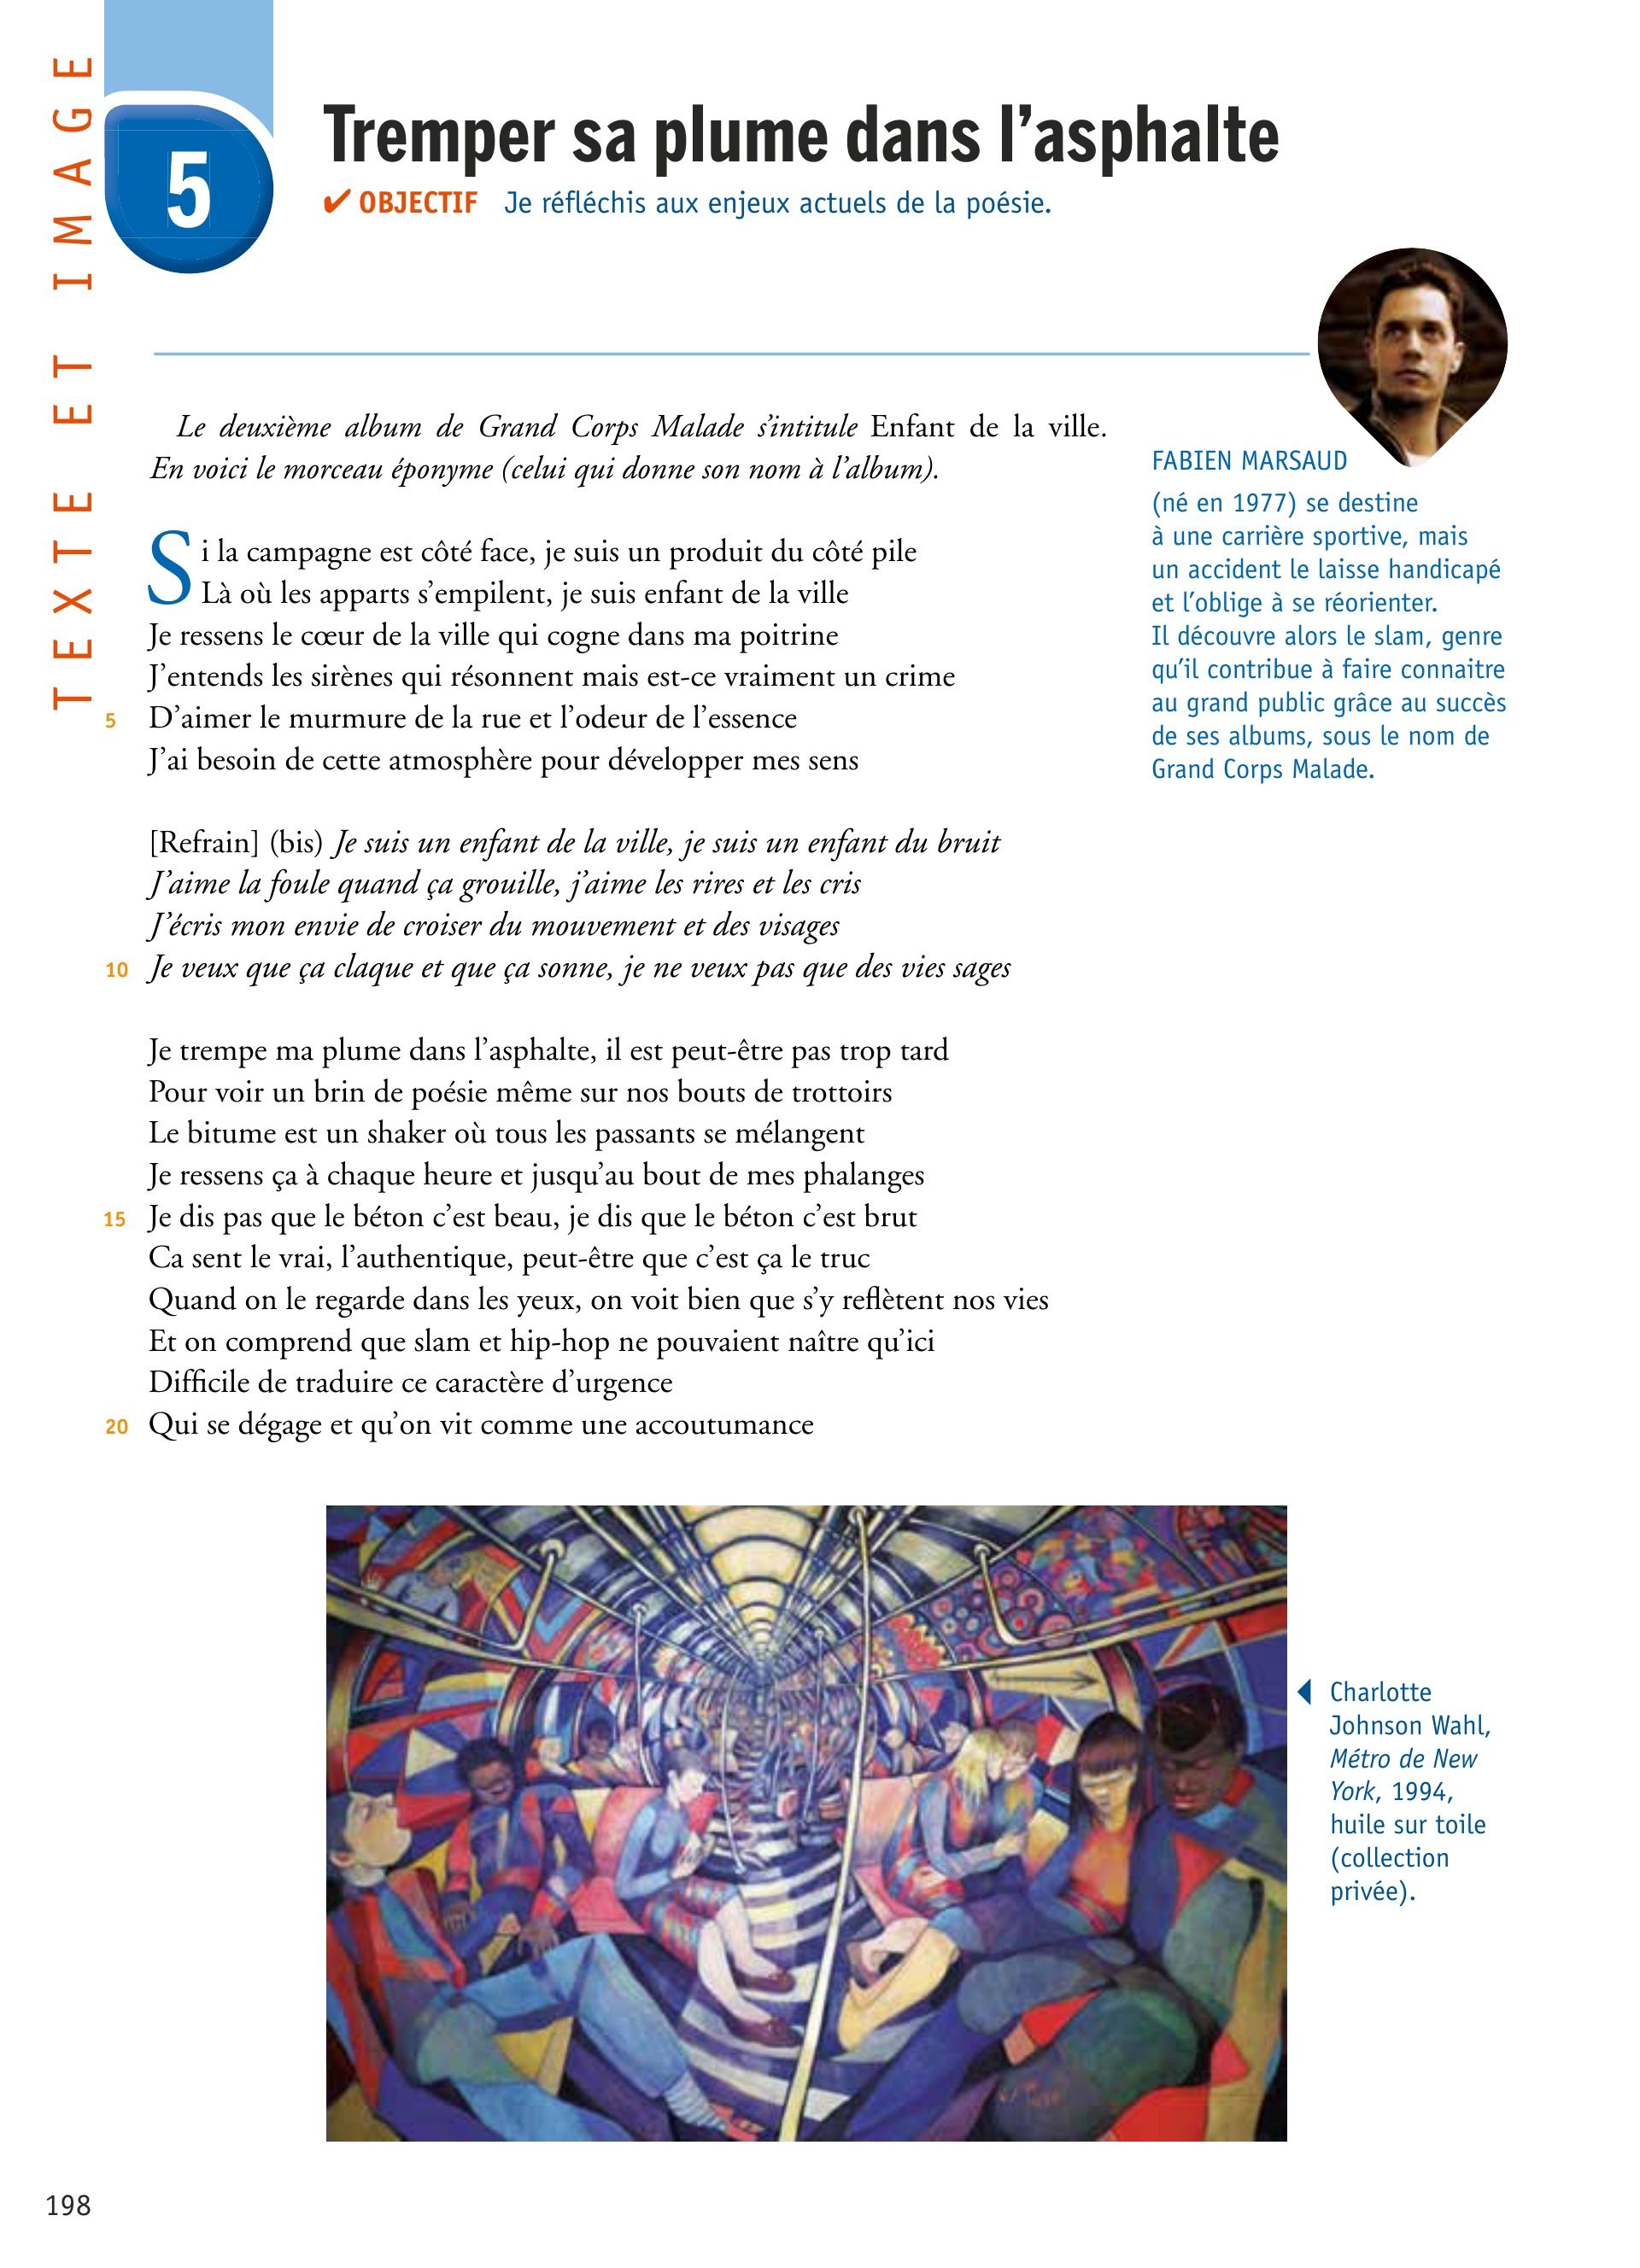 TEXTE ET IMAGE
5
Tremper sa plume dans l'asphalte
✔ OBJECTIF Je réfléchis aux enjeux actuels de la poésie.
Le deuxième album de Grand Corps Malade s'intitule Enfant de la ville.
En voici le morceau éponyme (celui qui donne son nom à l'album).
Si la campagne est côté face, je suis un produit du côté pile
Là où les apparts s'empilent, je suis enfant de la ville
Je ressens le cœur de la ville qui cogne dans ma poitrine
J'entends les sirènes qui résonnent mais est-ce vraiment un crime
5 D'aimer le murmure de la rue et l'odeur de l'essence
J'ai besoin de cette atmosphère pour développer mes sens
[Refrain] (bis) Je suis un enfant de la ville, je suis un enfant du bruit
J'aime la foule quand ça grouille, j'aime les rires et les cris
J'écris mon envie de croiser du mouvement et des visages
10 Je veux que ça claque et que ça sonne, je ne veux pas que des vies sages
Je trempe ma plume dans l'asphalte, il est peut-être pas trop tard
Pour voir un brin de poésie même sur nos bouts de trottoirs
Le bitume est un shaker où tous les passants se mélangent
Je ressens ça à chaque heure et jusqu'au bout de mes phalanges
15 Je dis pas que le béton c'est beau, je dis que le béton c'est brut
Ca sent le vrai, l'authentique, peut-être que c'est ça le truc
Quand on le regarde dans les yeux, on voit bien que s'y reflètent nos vies
Et on comprend que slam et hip-hop ne pouvaient naître qu'ici
Difficile de traduire ce caractère d'urgence
20 Qui se dégage et qu'on vit comme une accoutumance
FABIEN MARSAUD
(né en 1977) se destine
à une carrière sportive, mais
un accident le laisse handicapé
et l'oblige à se réorienter.
Il découvre alors le slam, genre
qu'il contribue à faire connaitre
au grand public grâce au succès
de ses albums, sous le nom de
Grand Corps Malade.
Charlotte
Johnson Wahl,
Métro de New
York, 1994,
huile sur toile
(collection
privée).
198